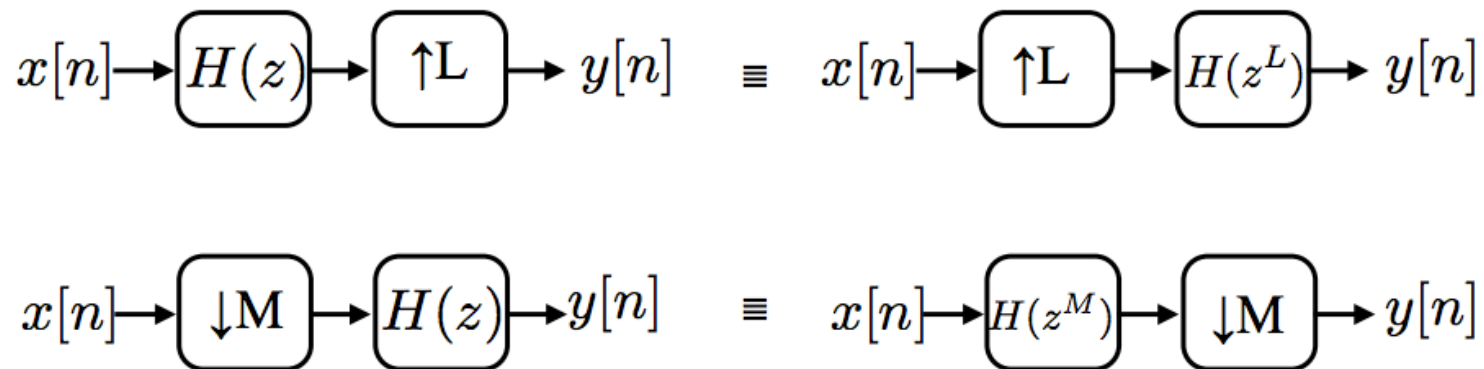 x[n] H(z) ↑L y[n] ≡ x[n] ↑L H(z^L) y[n]
x[n] ↓M H(z) y[n] ≡ x[n] H(z^M) ↓M y[n]